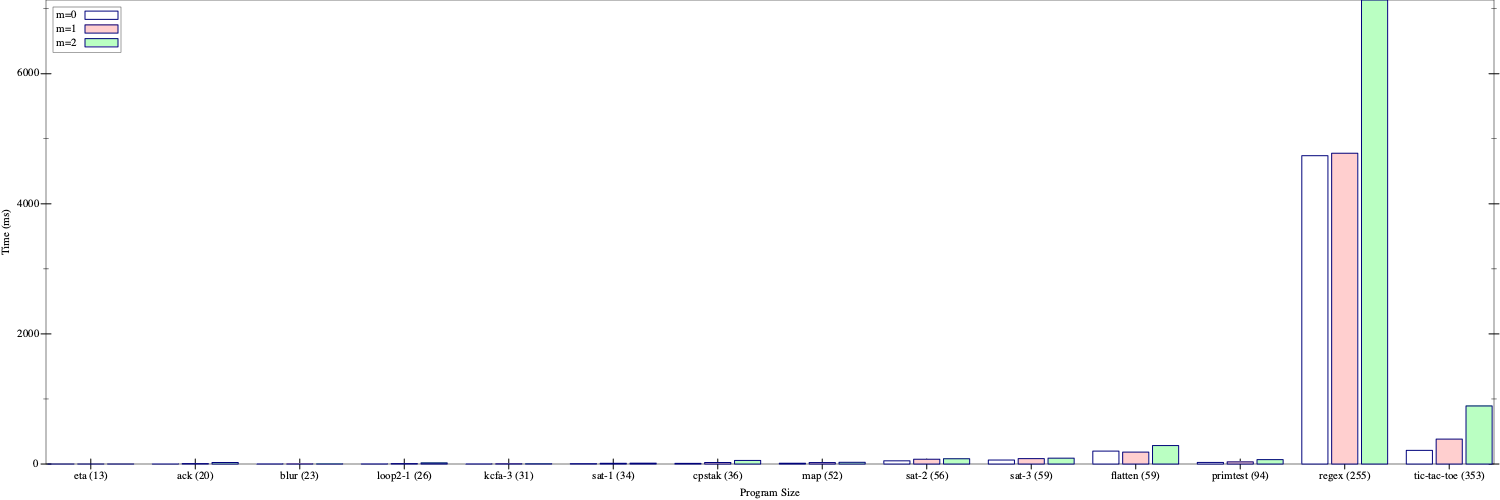 m=0
m=1
m=2
6000
4000
2000
0
Time (ms)
eta (13) ack (20) blur (23) loop2-1 (26) kcfa-3 (31) sat-1 (34) cpstak (36) map (52) sat-2 (56) sat-3 (59) flatten (59) primtest (94) regex (255) tic-tac-toe (353)
Program Size